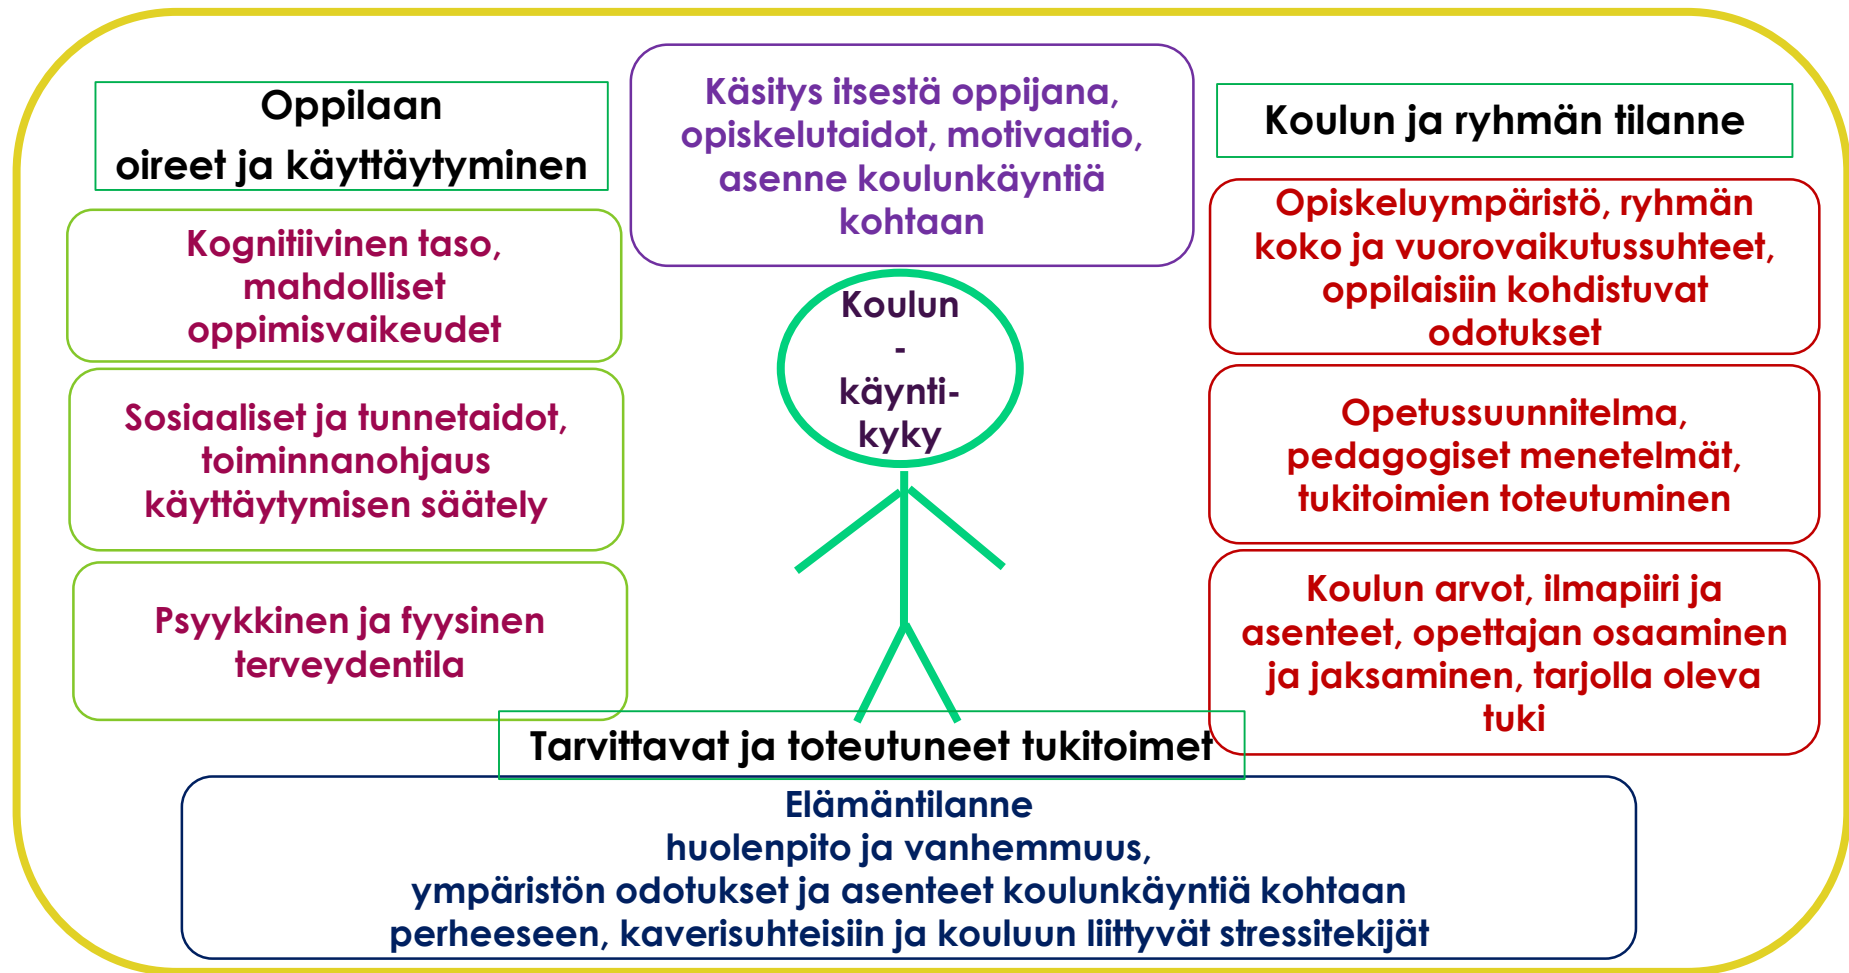 Oppilaan
oireet ja käyttäytyminen
Kognitiivinen taso,
mahdolliset
oppimisvaikeudet
Sosiaaliset ja tunnetaidot,
toiminnanohjaus
käyttäytymisen säätely
Psyykkinen ja fyysinen
terveydentila
Käsitys itsestä oppijana,
opiskelutaidot, motivaatio,
asenne koulunkäyntiä
kohtaan
Koulun
-
käynti-
kyky
Koulun ja ryhmän tilanne
Opiskeluympäristö, ryhmän
koko ja vuorovaikutussuhteet,
oppilaisiin kohdistuvat
odotukset
Opetussuunnitelma,
pedagogiset menetelmät,
tukitoimien toteutuminen
Koulun arvot, ilmapiiri ja
asenteet, opettajan osaaminen
ja jaksaminen, tarjolla oleva
tuki
Tarvittavat ja toteutuneet tukitoimet
Elämäntilanne
huolenpito ja vanhemmuus,
ympäristön odotukset ja asenteet koulunkäyntiä kohtaan
perheeseen, kaverisuhteisiin ja kouluun liittyvät stressitekijät